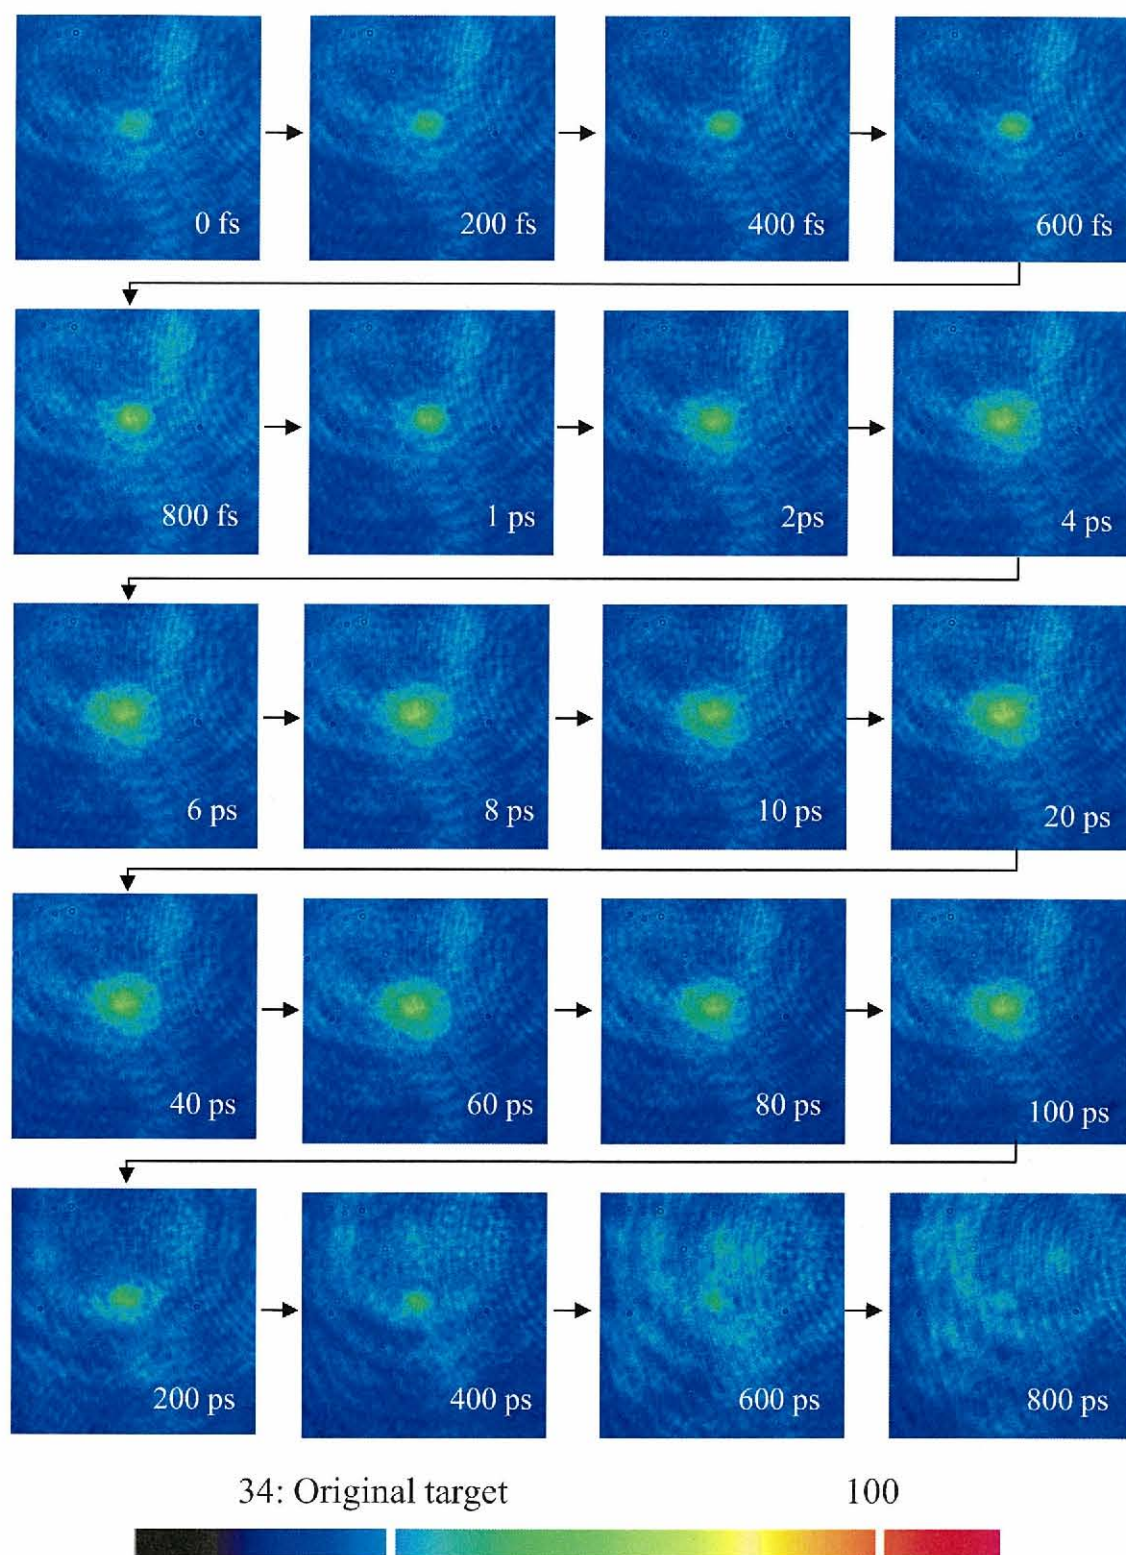 0 fs
200 fs
400 fs
600 fs
800 fs
1 ps
2ps
4 ps
6 ps
8 ps
10 ps
20 ps
40 ps
60 ps
80 ps
100 ps
200 ps
400 ps
600 ps
800 ps
34: Original target
100